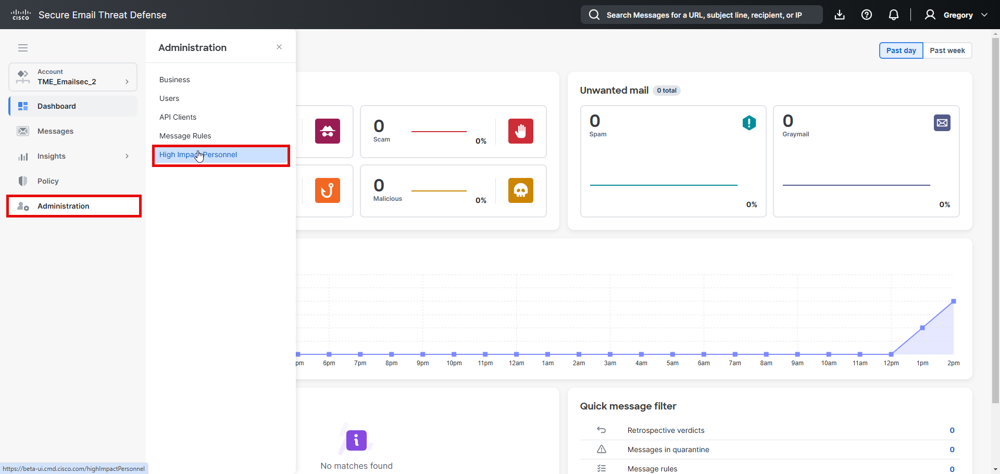 cisco
Secure Email Threat Defense
Search Messages for a URL, subject line, recipient, or IP
Gregory
Account
TME_Emailsec_2
Dashboard
Messages
Insights
Policy
Administration
Administration
Business
Users
API Clients
Message Rules
High Impact Personnel
Past day
Past week
0
Scam
0%
0
Malicious
0%
Unwanted mail
0 total
0
Spam
0%
0
Graymail
0%
pm
6pm
7pm
8pm
9pm
10pm
11pm
12am
1am
2am
3am
4am
5am
6am
7am
8am
9am
10am
11am
12pm
1pm
2pm
No matches found
Quick message filter
Retrospective verdicts
0
Messages in quarantine
0
Message rules
0
https://beta-ui.cmd.cisco.com/highImpactPersonnel